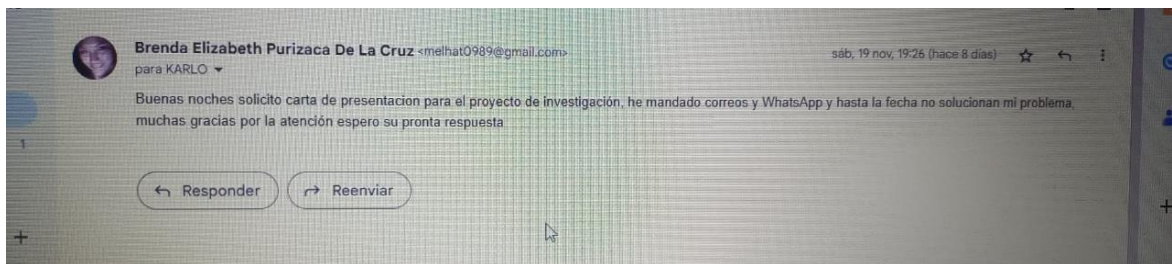 Brenda Elizabeth Purizaca De La Cruz <melhat0989@gmail.com>
sáb, 19 nov, 19:26 (hace 8 días)
para KARLO
Buenas noches solicito carta de presentacion para el proyecto de investigación, he mandado correos y WhatsApp y hasta la fecha no solucionan mi problema,
muchas gracias por la atención espero su pronta respuesta
1
Responder
Reenviar